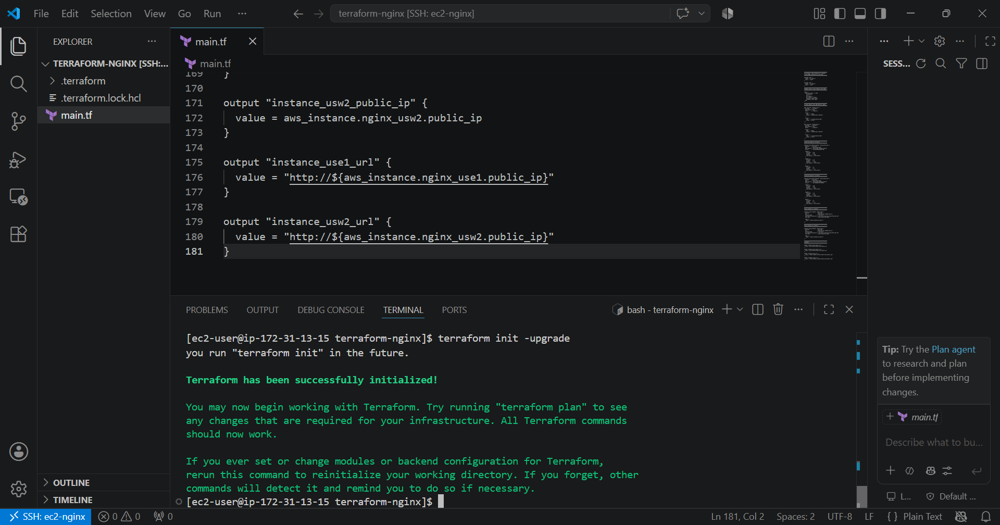 File Edit Selection View Go Run ···
terraform-nginx [SSH: ec2-nginx]
EXPLORER
TERRAFORM-NGINX [SSH:...
.terraform
.terraform.lock.hcl
main.tf
OUTLINE
TIMELINE
main.tf
main.tf
169 }
170
171 output "instance_usw2_public_ip" {
172 value = aws_instance.nginx_usw2.public_ip
173 }
174
175 output "instance_use1_url" {
176 value = "http://${aws_instance.nginx_use1.public_ip}"
177 }
178
179 output "instance_usw2_url" {
180 value = "http://${aws_instance.nginx_usw2.public_ip}"
181 }
PROBLEMS OUTPUT DEBUG CONSOLE TERMINAL PORTS
bash - terraform-nginx
[ec2-user@ip-172-31-13-15 terraform-nginx]$ terraform init -upgrade
you run "terraform init" in the future.
Terraform has been successfully initialized!
You may now begin working with Terraform. Try running "terraform plan" to see
any changes that are required for your infrastructure. All Terraform commands
should now work.
If you ever set or change modules or backend configuration for Terraform,
rerun this command to reinitialize your working directory. If you forget, other
commands will detect it and remind you to do so if necessary.
[ec2-user@ip-172-31-13-15 terraform-nginx]$
SESS...
Tip: Try the Plan agent
to research and plan
before implementing
changes.
main.tf
Describe what to bu...
L... Default ...
SSH: ec2-nginx 0 0 0
Ln 181, Col 2 Spaces: 2 UTF-8 LF { } Plain Text